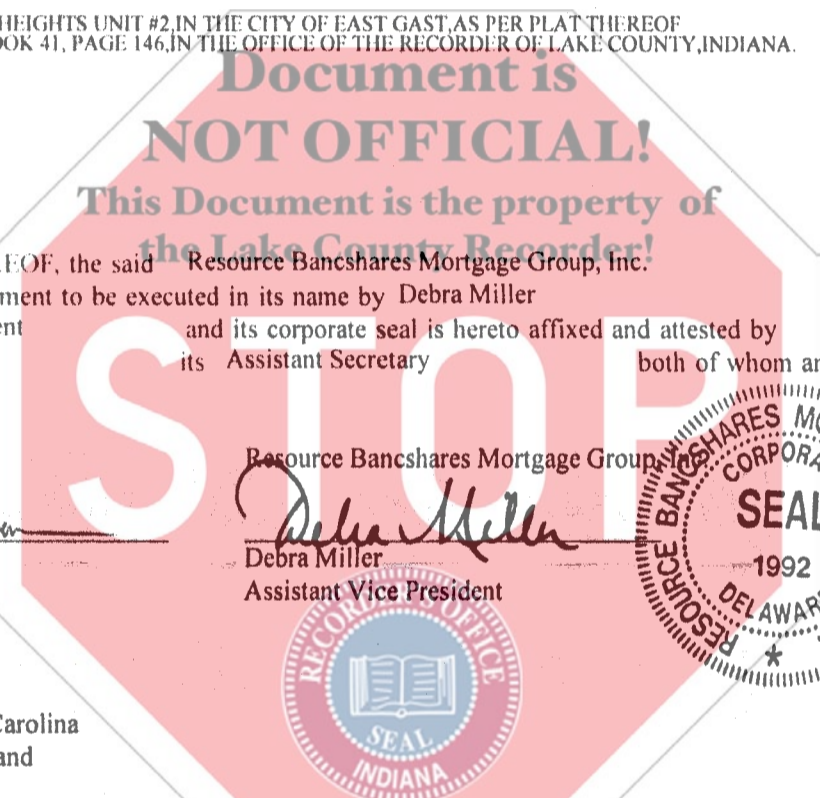 HEIGHTS UNIT #2,IN THE CITY OF EAST GAST,AS PER PLAT THEREOF
OOK 41, PAGE 146,IN THE OFFICE OF THE RECORDER OF LAKE COUNTY,INDIANA.
Document is
NOT OFFICIAL!
This Document is the property of
the Lake County Recorder!
EOF, the said Resource Bancshares Mortgage Group, Inc.
ment to be executed in its name by Debra Miller
ent and its corporate seal is hereto affixed and attested by
its Assistant Secretary both of whom ar
STOP
Resource Bancshares Mortgage Group, Inc.
Debra Miller
Debra Miller
Assistant Vice President
RESOURCE BANCSHARES MO
CORPORA
SEAL
1992
DELAWAR
*
RECORDER'S OFFICE
SEAL
INDIANA
Carolina
and